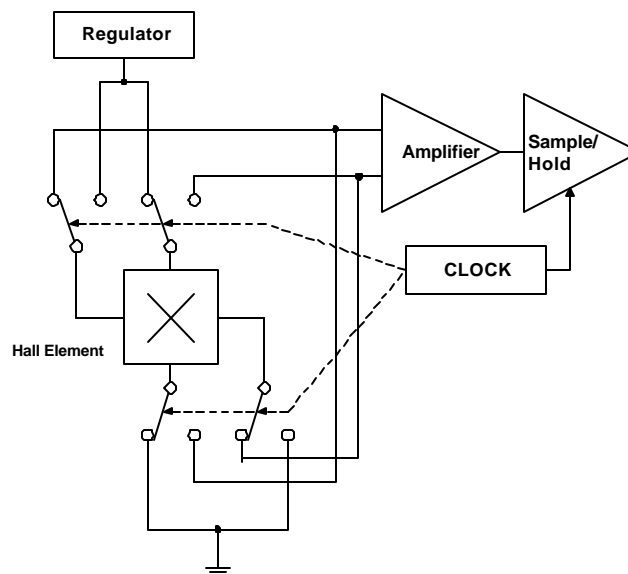 Regulator
Amplifier
Sample/
Hold
CLOCK
Hall Element